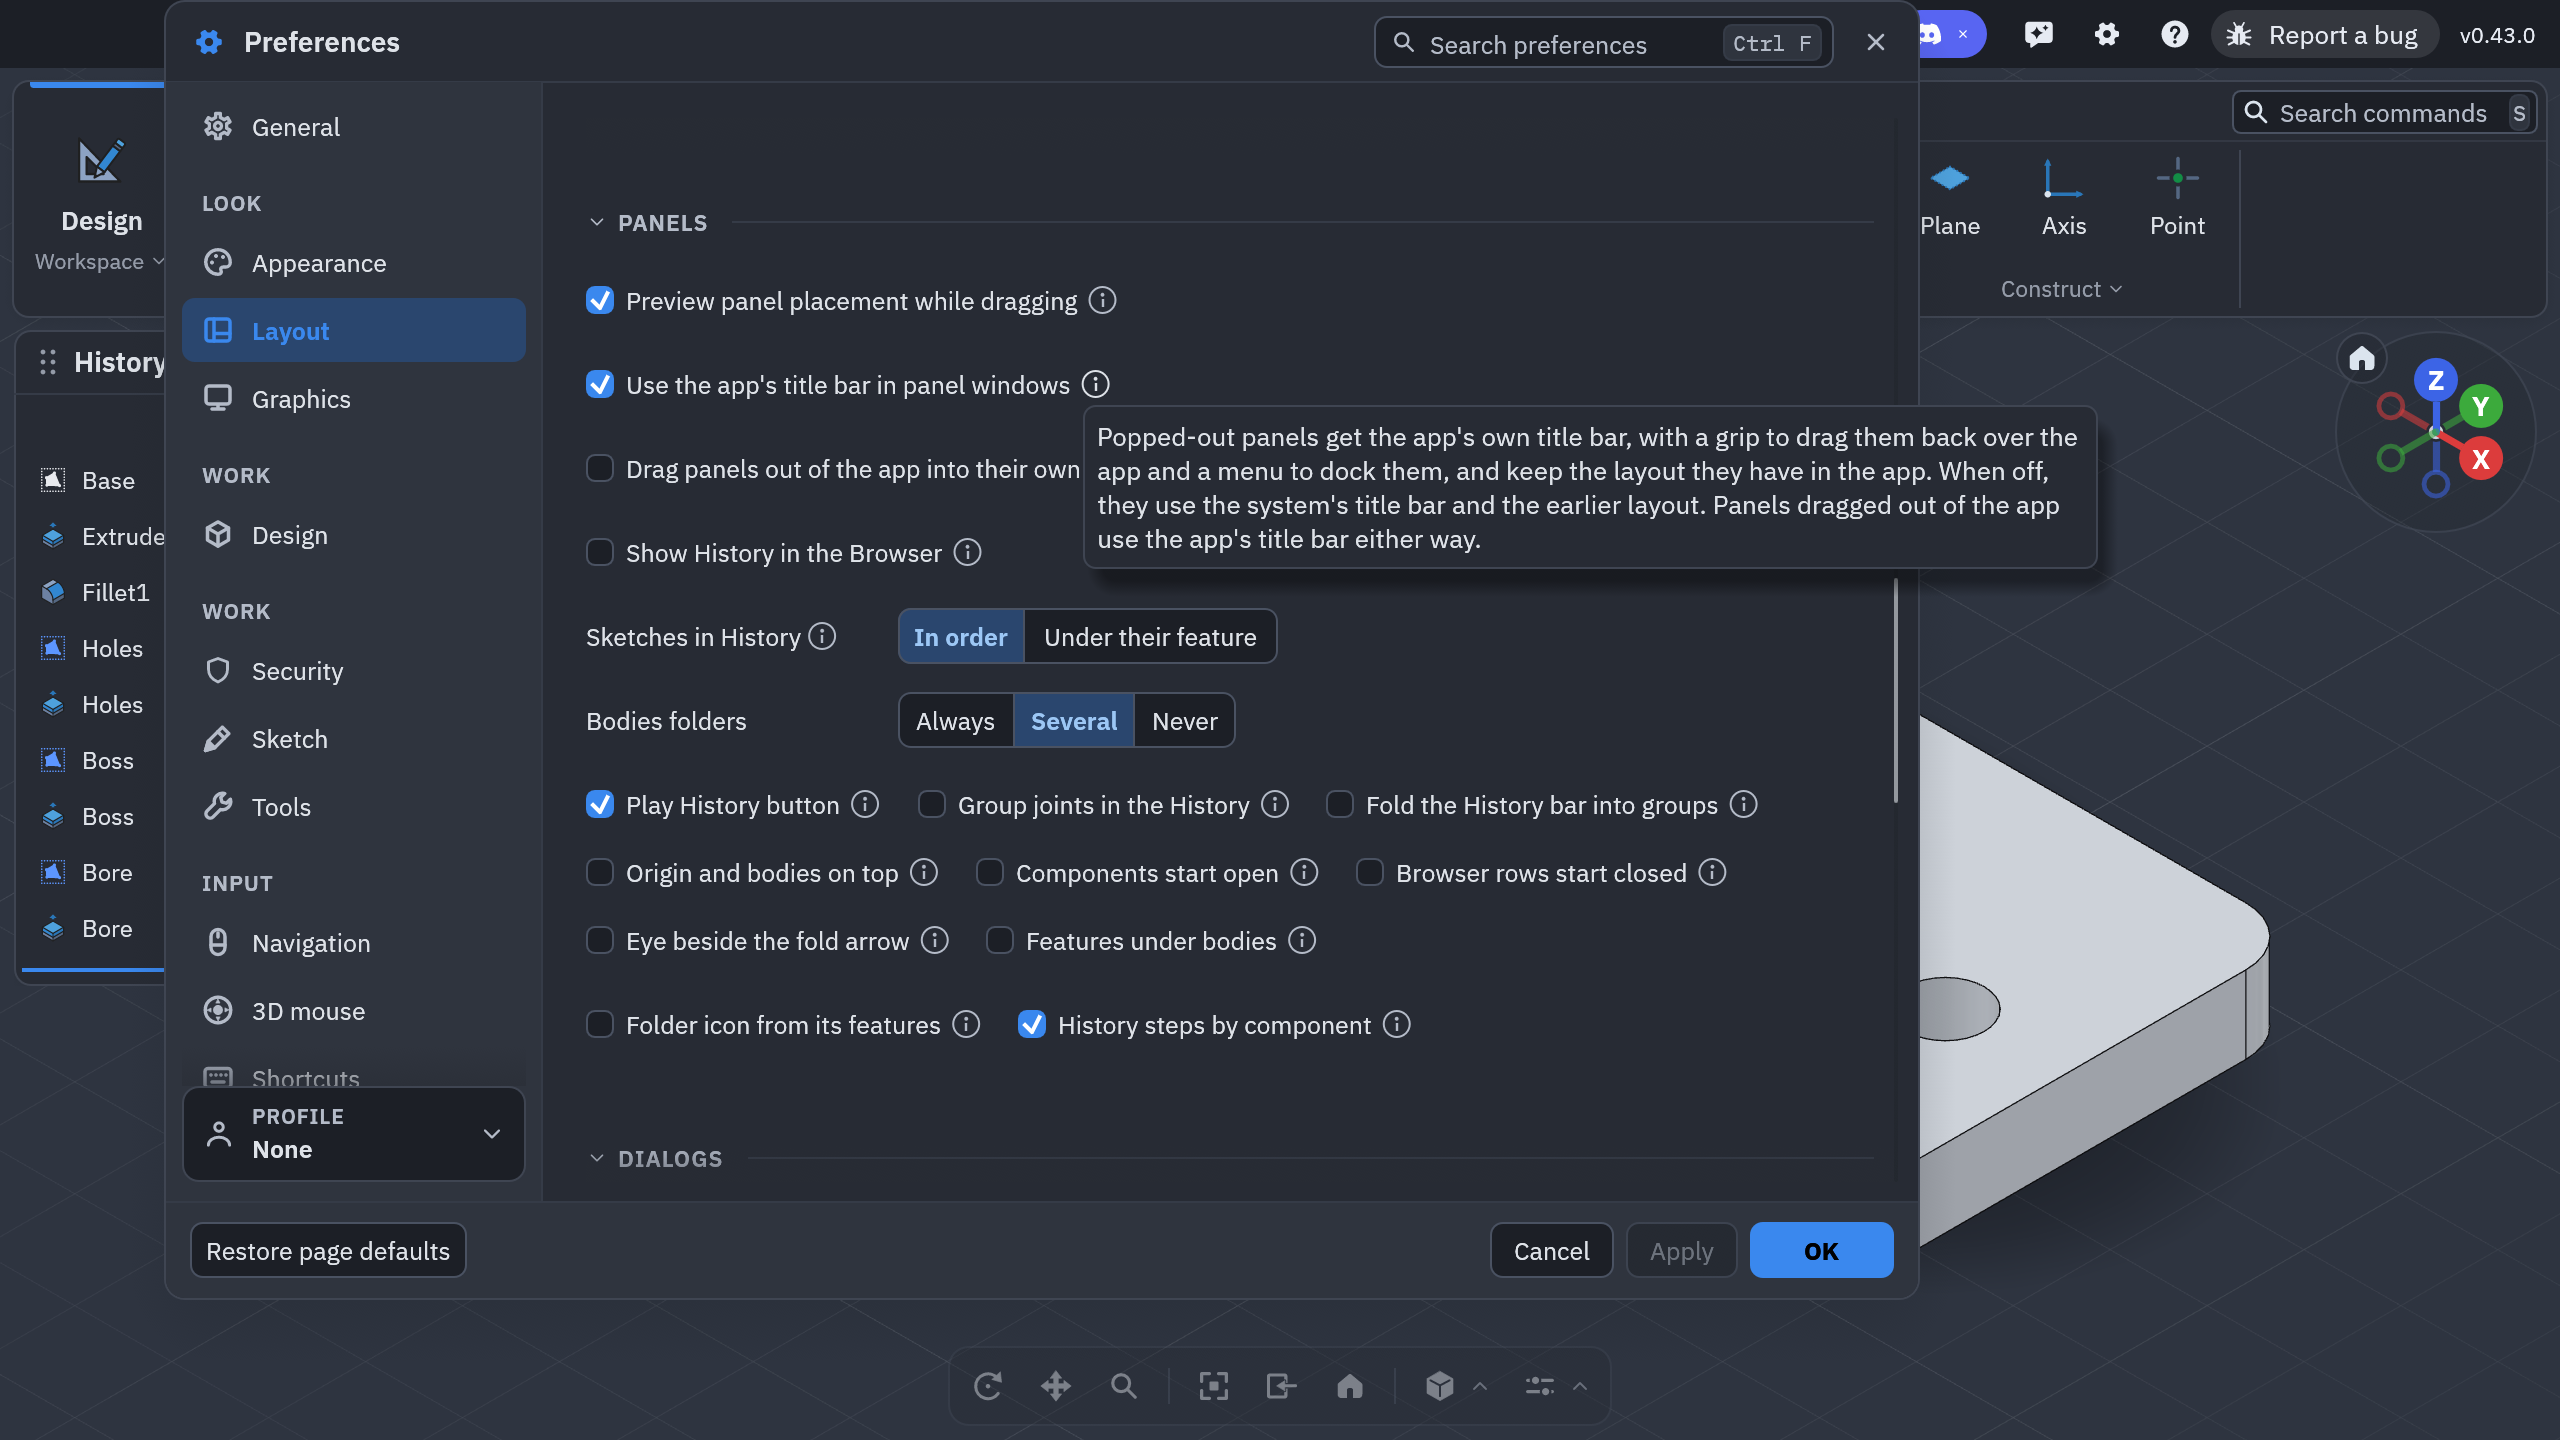 Preferences
Search preferences
Ctrl F
Report a bug
v0.43.0
Design
Workspace
Search commands
S
Plane
Axis
Point
Construct
Z
Y
X
History
Base
Extrude
Fillet1
Holes
Holes
Boss
Boss
Bore
Bore
General
LOOK
Appearance
Layout
Graphics
WORK
Design
WORK
Security
Sketch
Tools
INPUT
Navigation
3D mouse
Shortcuts
PROFILE
None
PANELS
Preview panel placement while dragging
Use the app's title bar in panel windows
Popped-out panels get the app's own title bar, with a grip to drag them back over the
app and a menu to dock them, and keep the layout they have in the app. When off,
they use the system's title bar and the earlier layout. Panels dragged out of the app
use the app's title bar either way.
Drag panels out of the app into their own
Show History in the Browser
Sketches in History
In order
Under their feature
Bodies folders
Always
Several
Never
Play History button
Group joints in the History
Fold the History bar into groups
Origin and bodies on top
Components start open
Browser rows start closed
Eye beside the fold arrow
Features under bodies
Folder icon from its features
History steps by component
DIALOGS
Restore page defaults
Cancel
Apply
OK